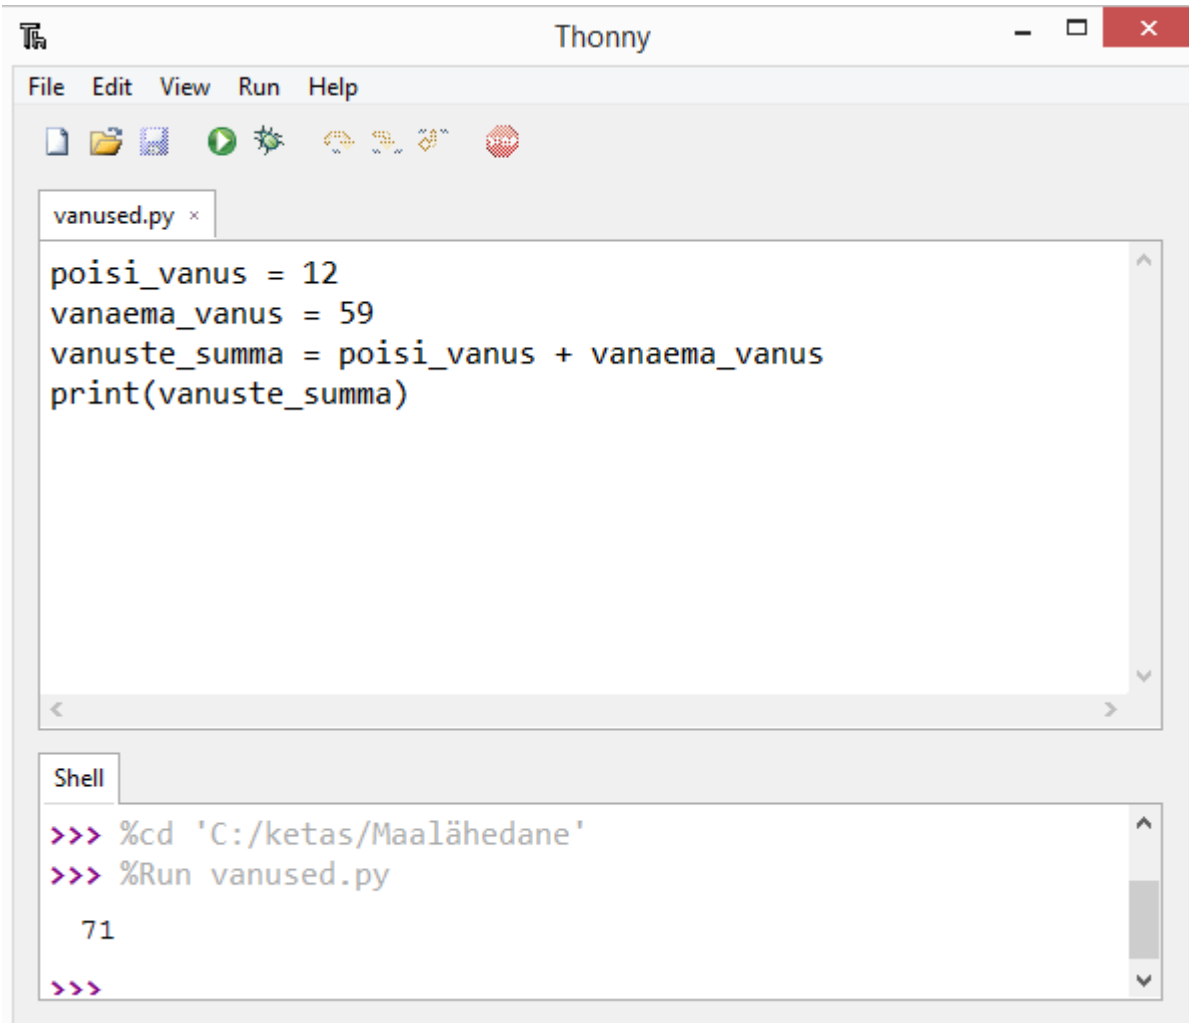 Thonny
File Edit View Run Help
vanused.py ×
poisi_vanus = 12
vanaema_vanus = 59
vanuste_summa = poisi_vanus + vanaema_vanus
print(vanuste_summa)
Shell
>>> %cd 'C:/ketas/Maalähedane'
>>> %Run vanused.py
71
>>>